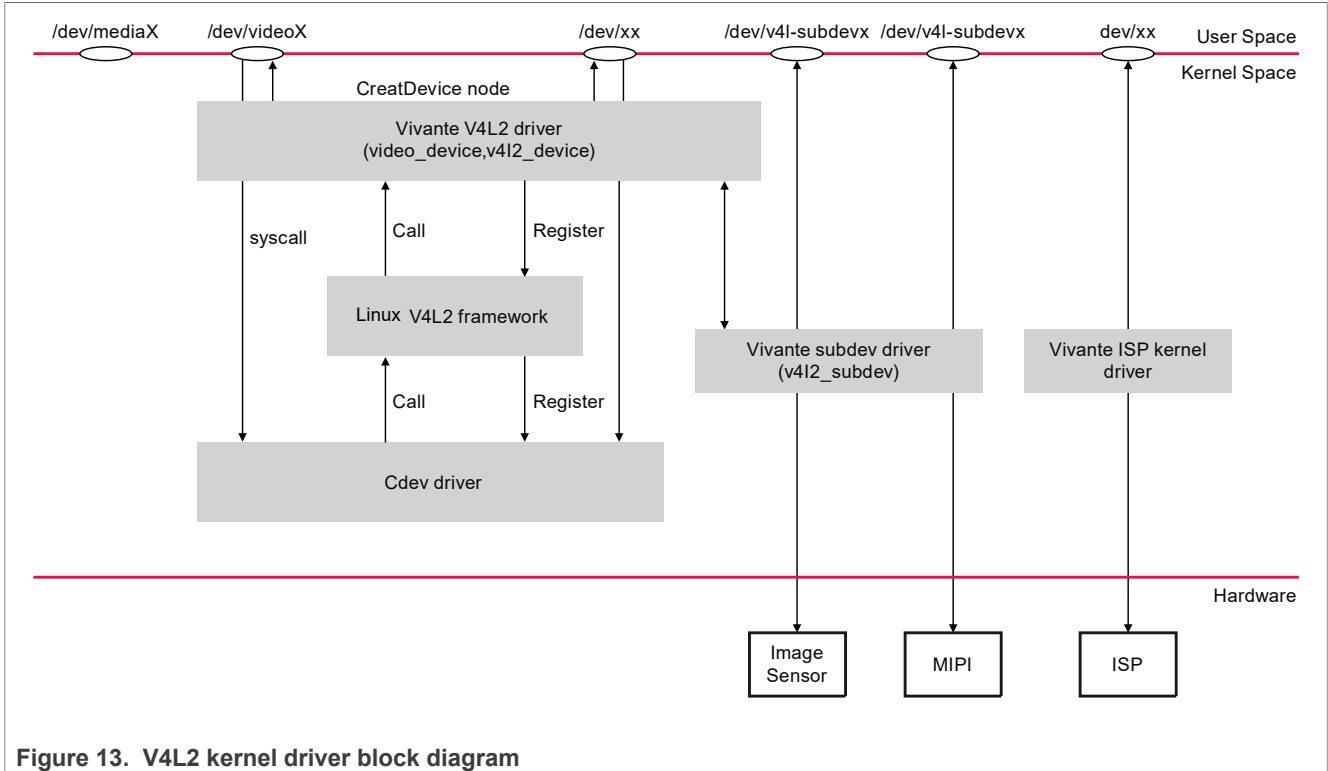 /dev/mediaX
/dev/videoX
/dev/xx
/dev/v4l-subdevx
/dev/v4l-subdevx
dev/xx
User Space
Kernel Space
CreatDevice node
Vivante V4L2 driver
(video_device,v4l2_device)
syscall
Call
Register
Linux V4L2 framework
Vivante subdev driver
(v4l2_subdev)
Vivante ISP kernel
driver
Call
Register
Cdev driver
Hardware
Image
Sensor
MIPI
ISP
Figure 13. V4L2 kernel driver block diagram